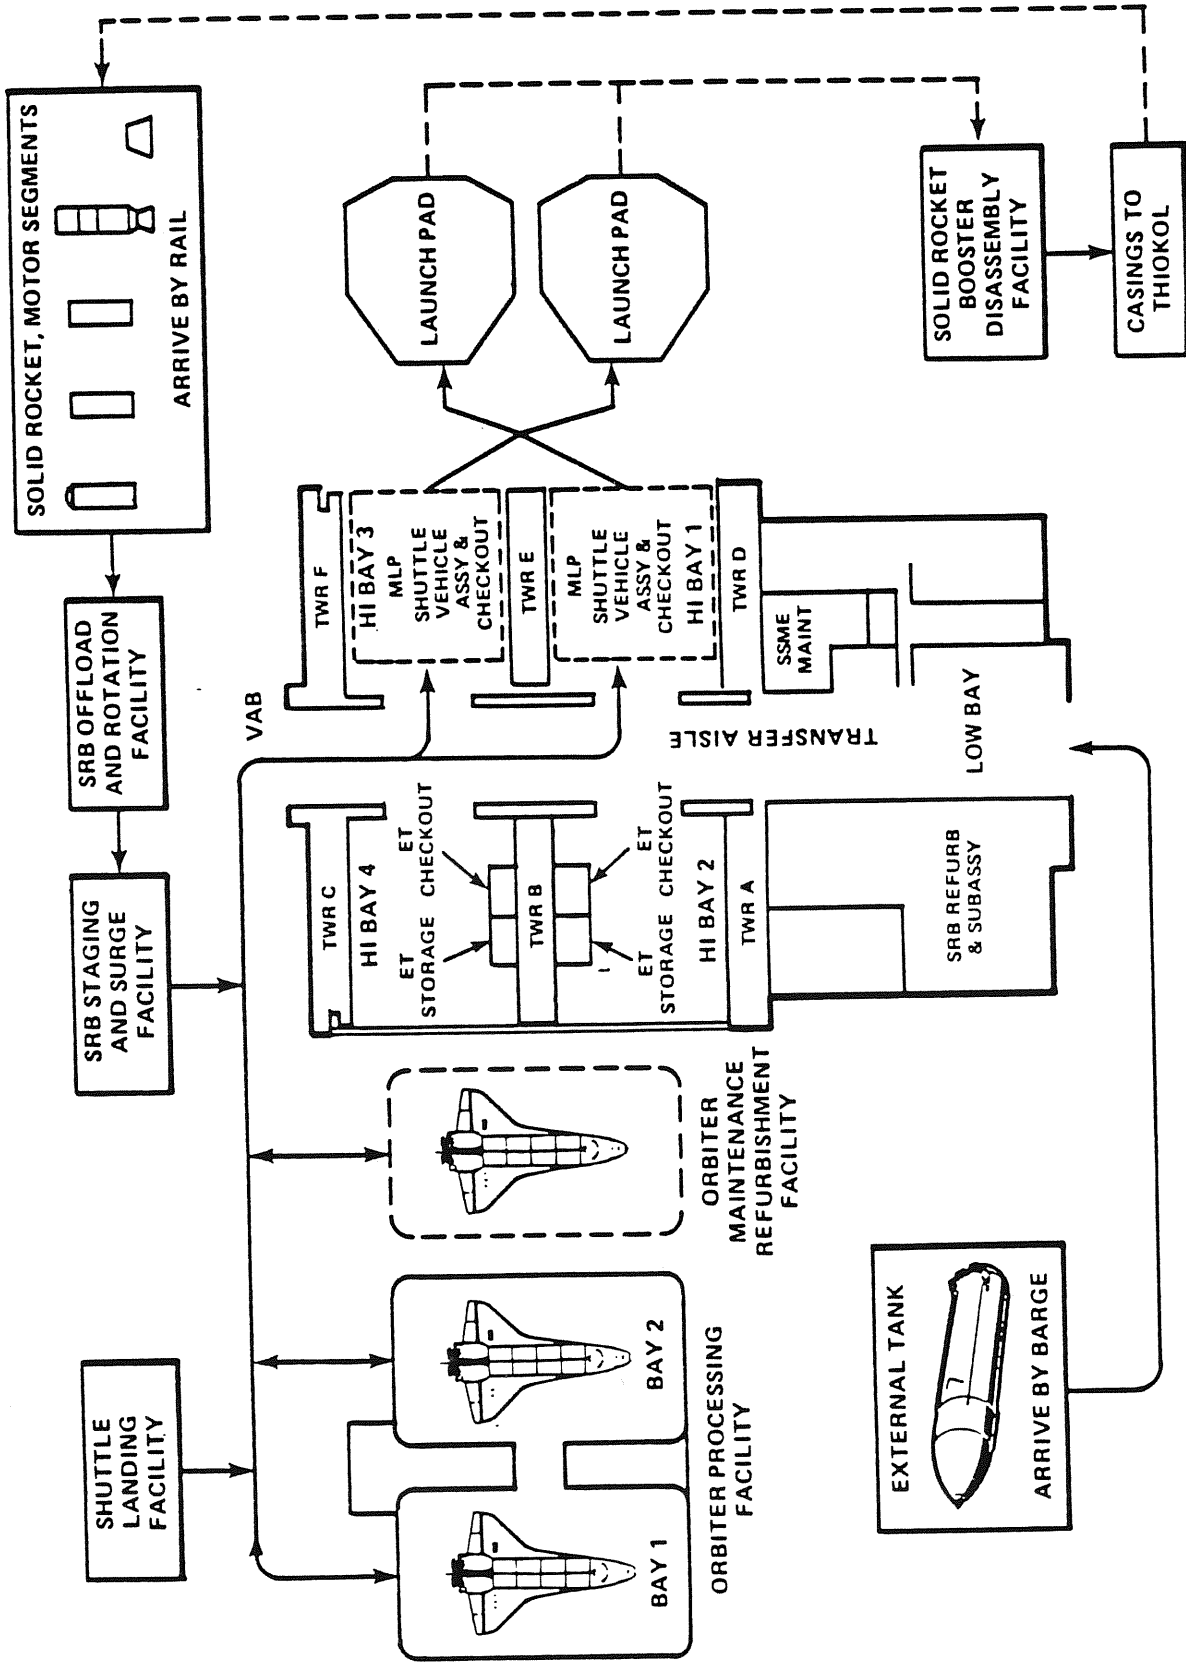 SHUTTLE
LANDING
FACILITY
SRB STAGING
AND SURGE
FACILITY
SRB OFFLOAD
AND ROTATION
FACILITY
SOLID ROCKET, MOTOR SEGMENTS
ARRIVE BY RAIL
BAY 1
BAY 2
ORBITER PROCESSING
FACILITY
ORBITER
MAINTENANCE
REFURBISHMENT
FACILITY
VAB
TWR C
HI BAY 4
ET
STORAGE
ET
CHECKOUT
TWR B
ET
STORAGE
ET
CHECKOUT
HI BAY 2
TWR A
SRB REFURB
& SUBASSY
TRANSFER AISLE
LOW BAY
TWR F
HI BAY 3
MLP
SHUTTLE
VEHICLE
ASSY &
CHECKOUT
TWR E
MLP
SHUTTLE
VEHICLE
ASSY &
CHECKOUT
HI BAY 1
TWR D
SSME
MAINT
LAUNCH PAD
LAUNCH PAD
EXTERNAL TANK
ARRIVE BY BARGE
SOLID ROCKET
BOOSTER
DISASSEMBLY
FACILITY
CASINGS TO
THIOKOL